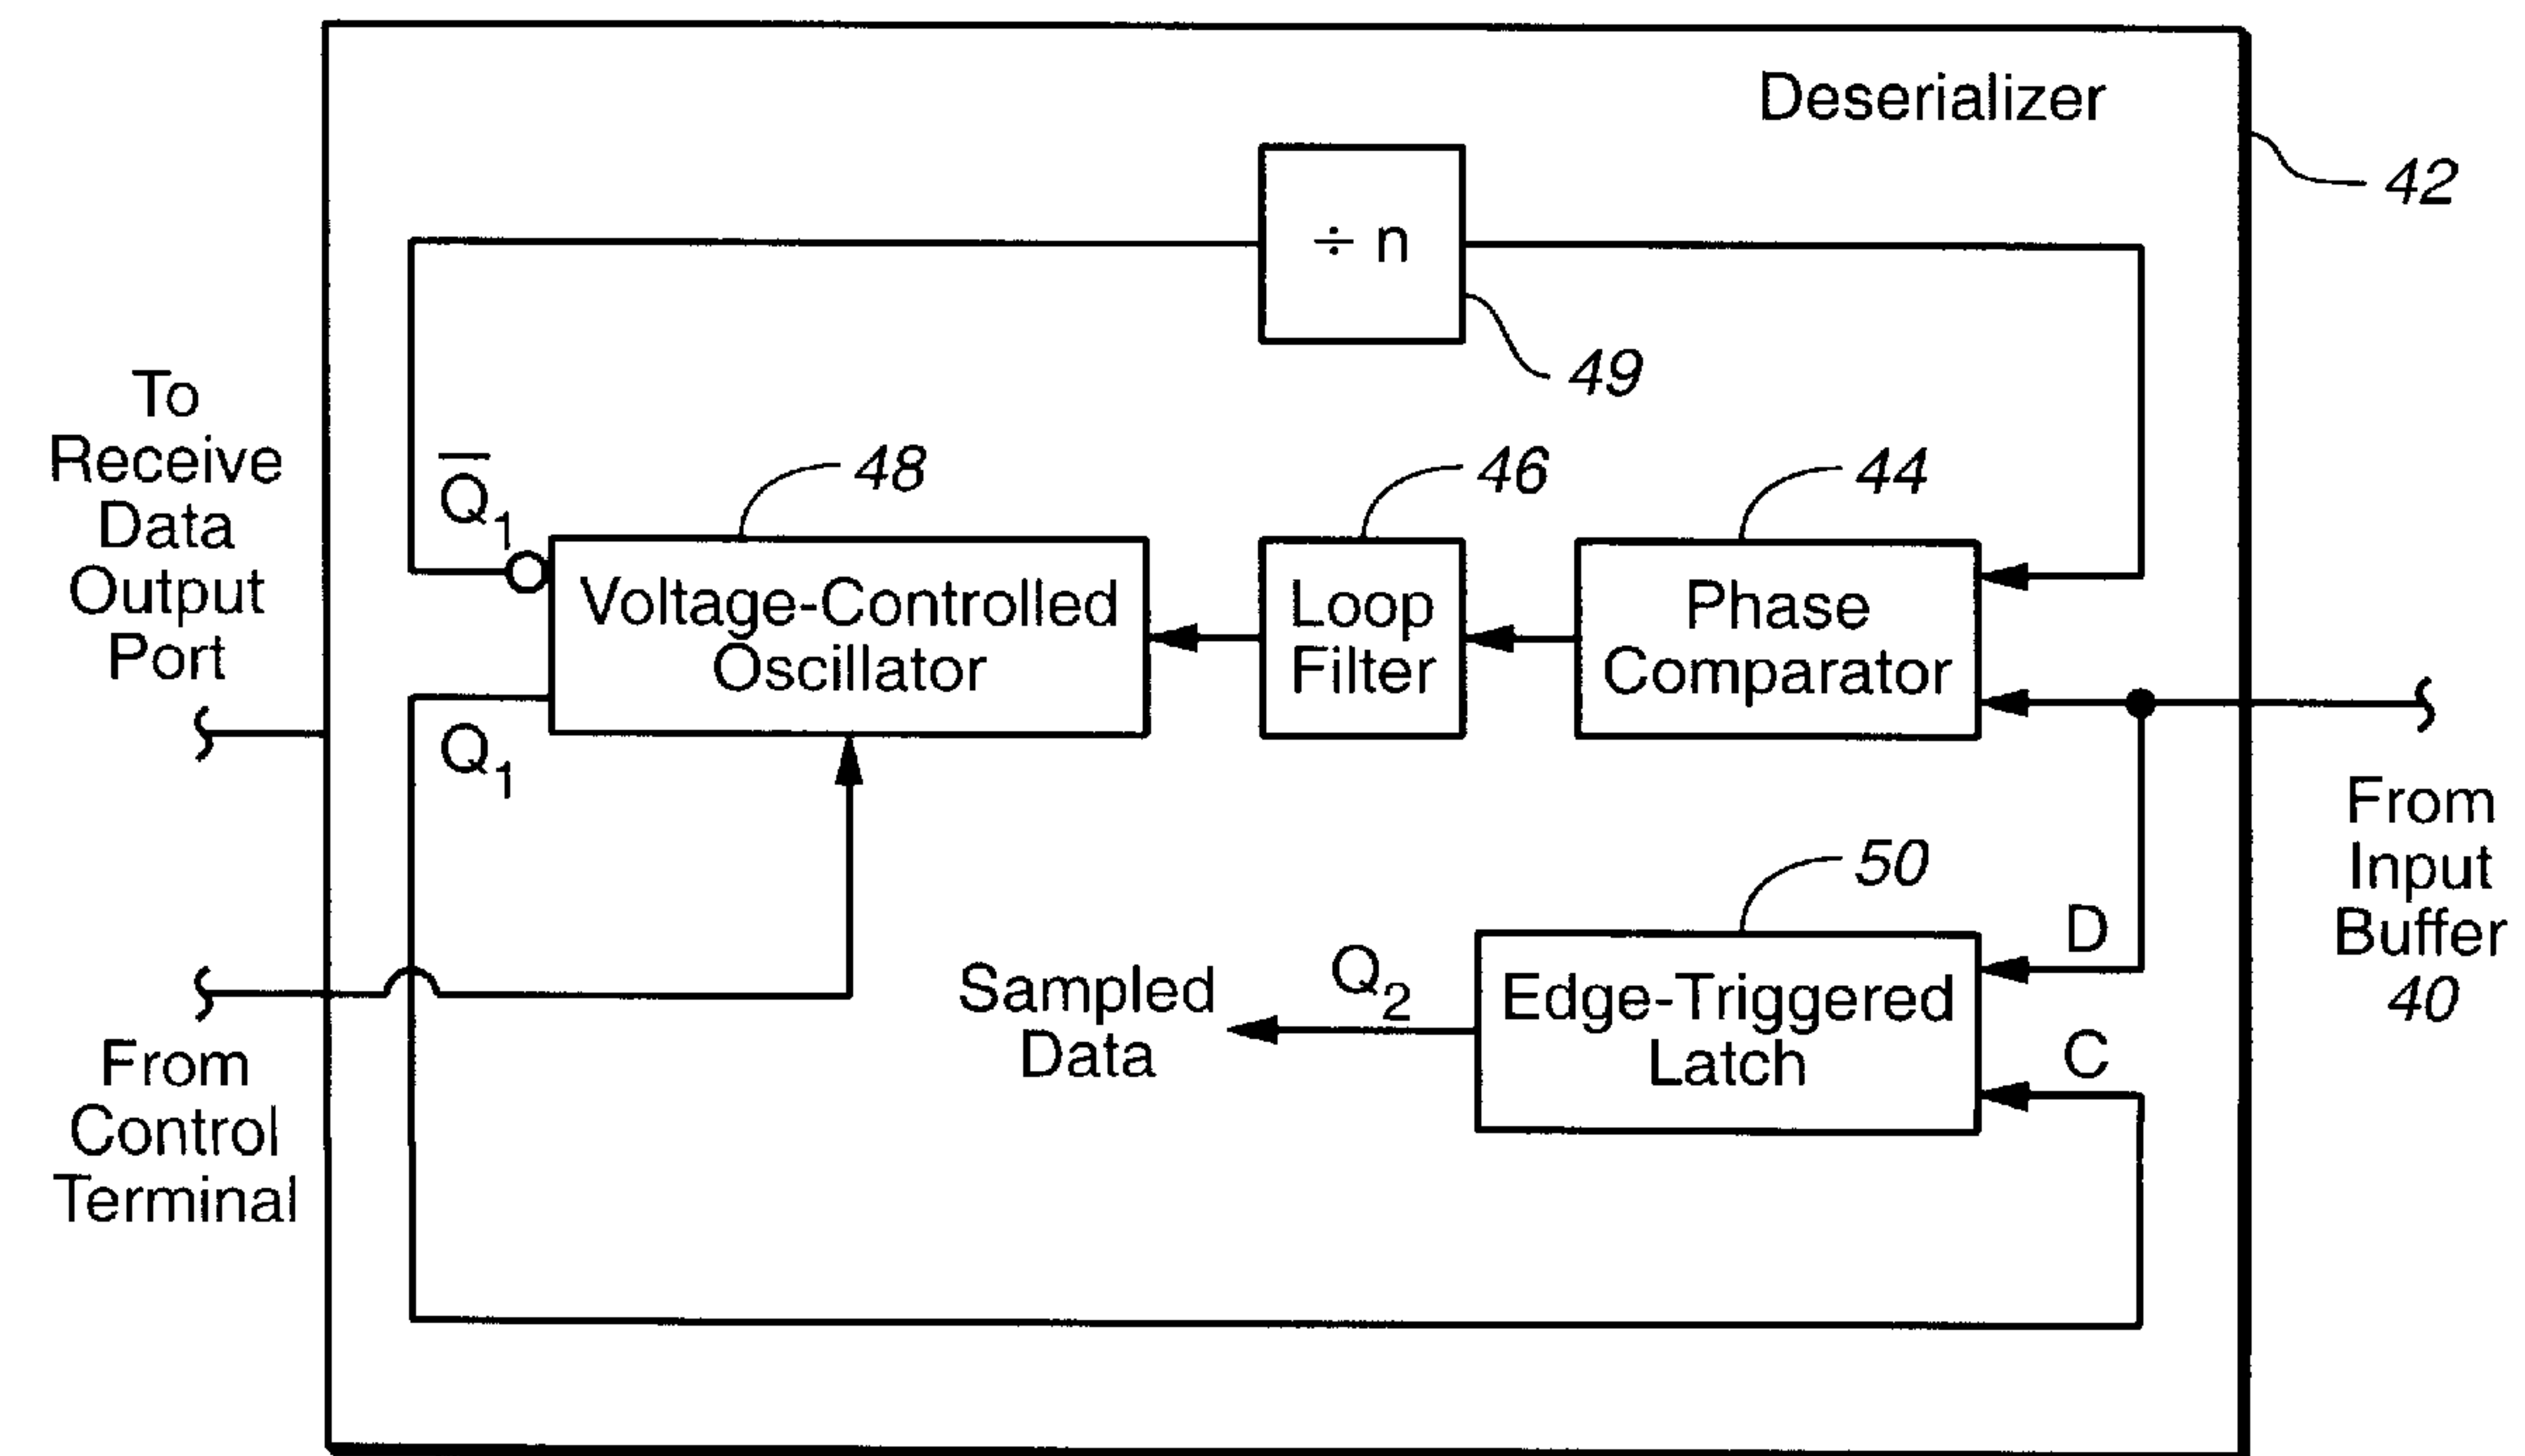 Deserializer
42
÷ n
49
To
Receive
Data
Output
Port
Q̅1
48
Voltage-Controlled
Oscillator
46
Loop
Filter
44
Phase
Comparator
Q1
From
Input
Buffer
40
50
D
Edge-Triggered
Latch
C
Q2
Sampled
Data
From
Control
Terminal